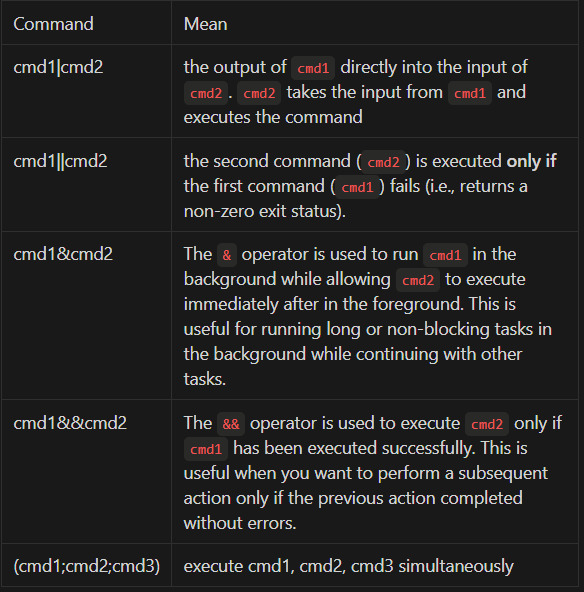 Command Mean
cmd1|cmd2 the output of cmd1 directly into the input of
cmd2 . cmd2 takes the input from cmd1 and
executes the command
cmd1||cmd2 the second command ( cmd2 ) is executed only if
the first command ( cmd1 ) fails (i.e., returns a
non-zero exit status).
cmd1&cmd2 The & operator is used to run cmd1 in the
background while allowing cmd2 to execute
immediately after in the foreground. This is
useful for running long or non-blocking tasks in
the background while continuing with other
tasks.
cmd1&&cmd2 The && operator is used to execute cmd2 only if
cmd1 has been executed successfully. This is
useful when you want to perform a subsequent
action only if the previous action completed
without errors.
(cmd1;cmd2;cmd3) execute cmd1, cmd2, cmd3 simultaneously